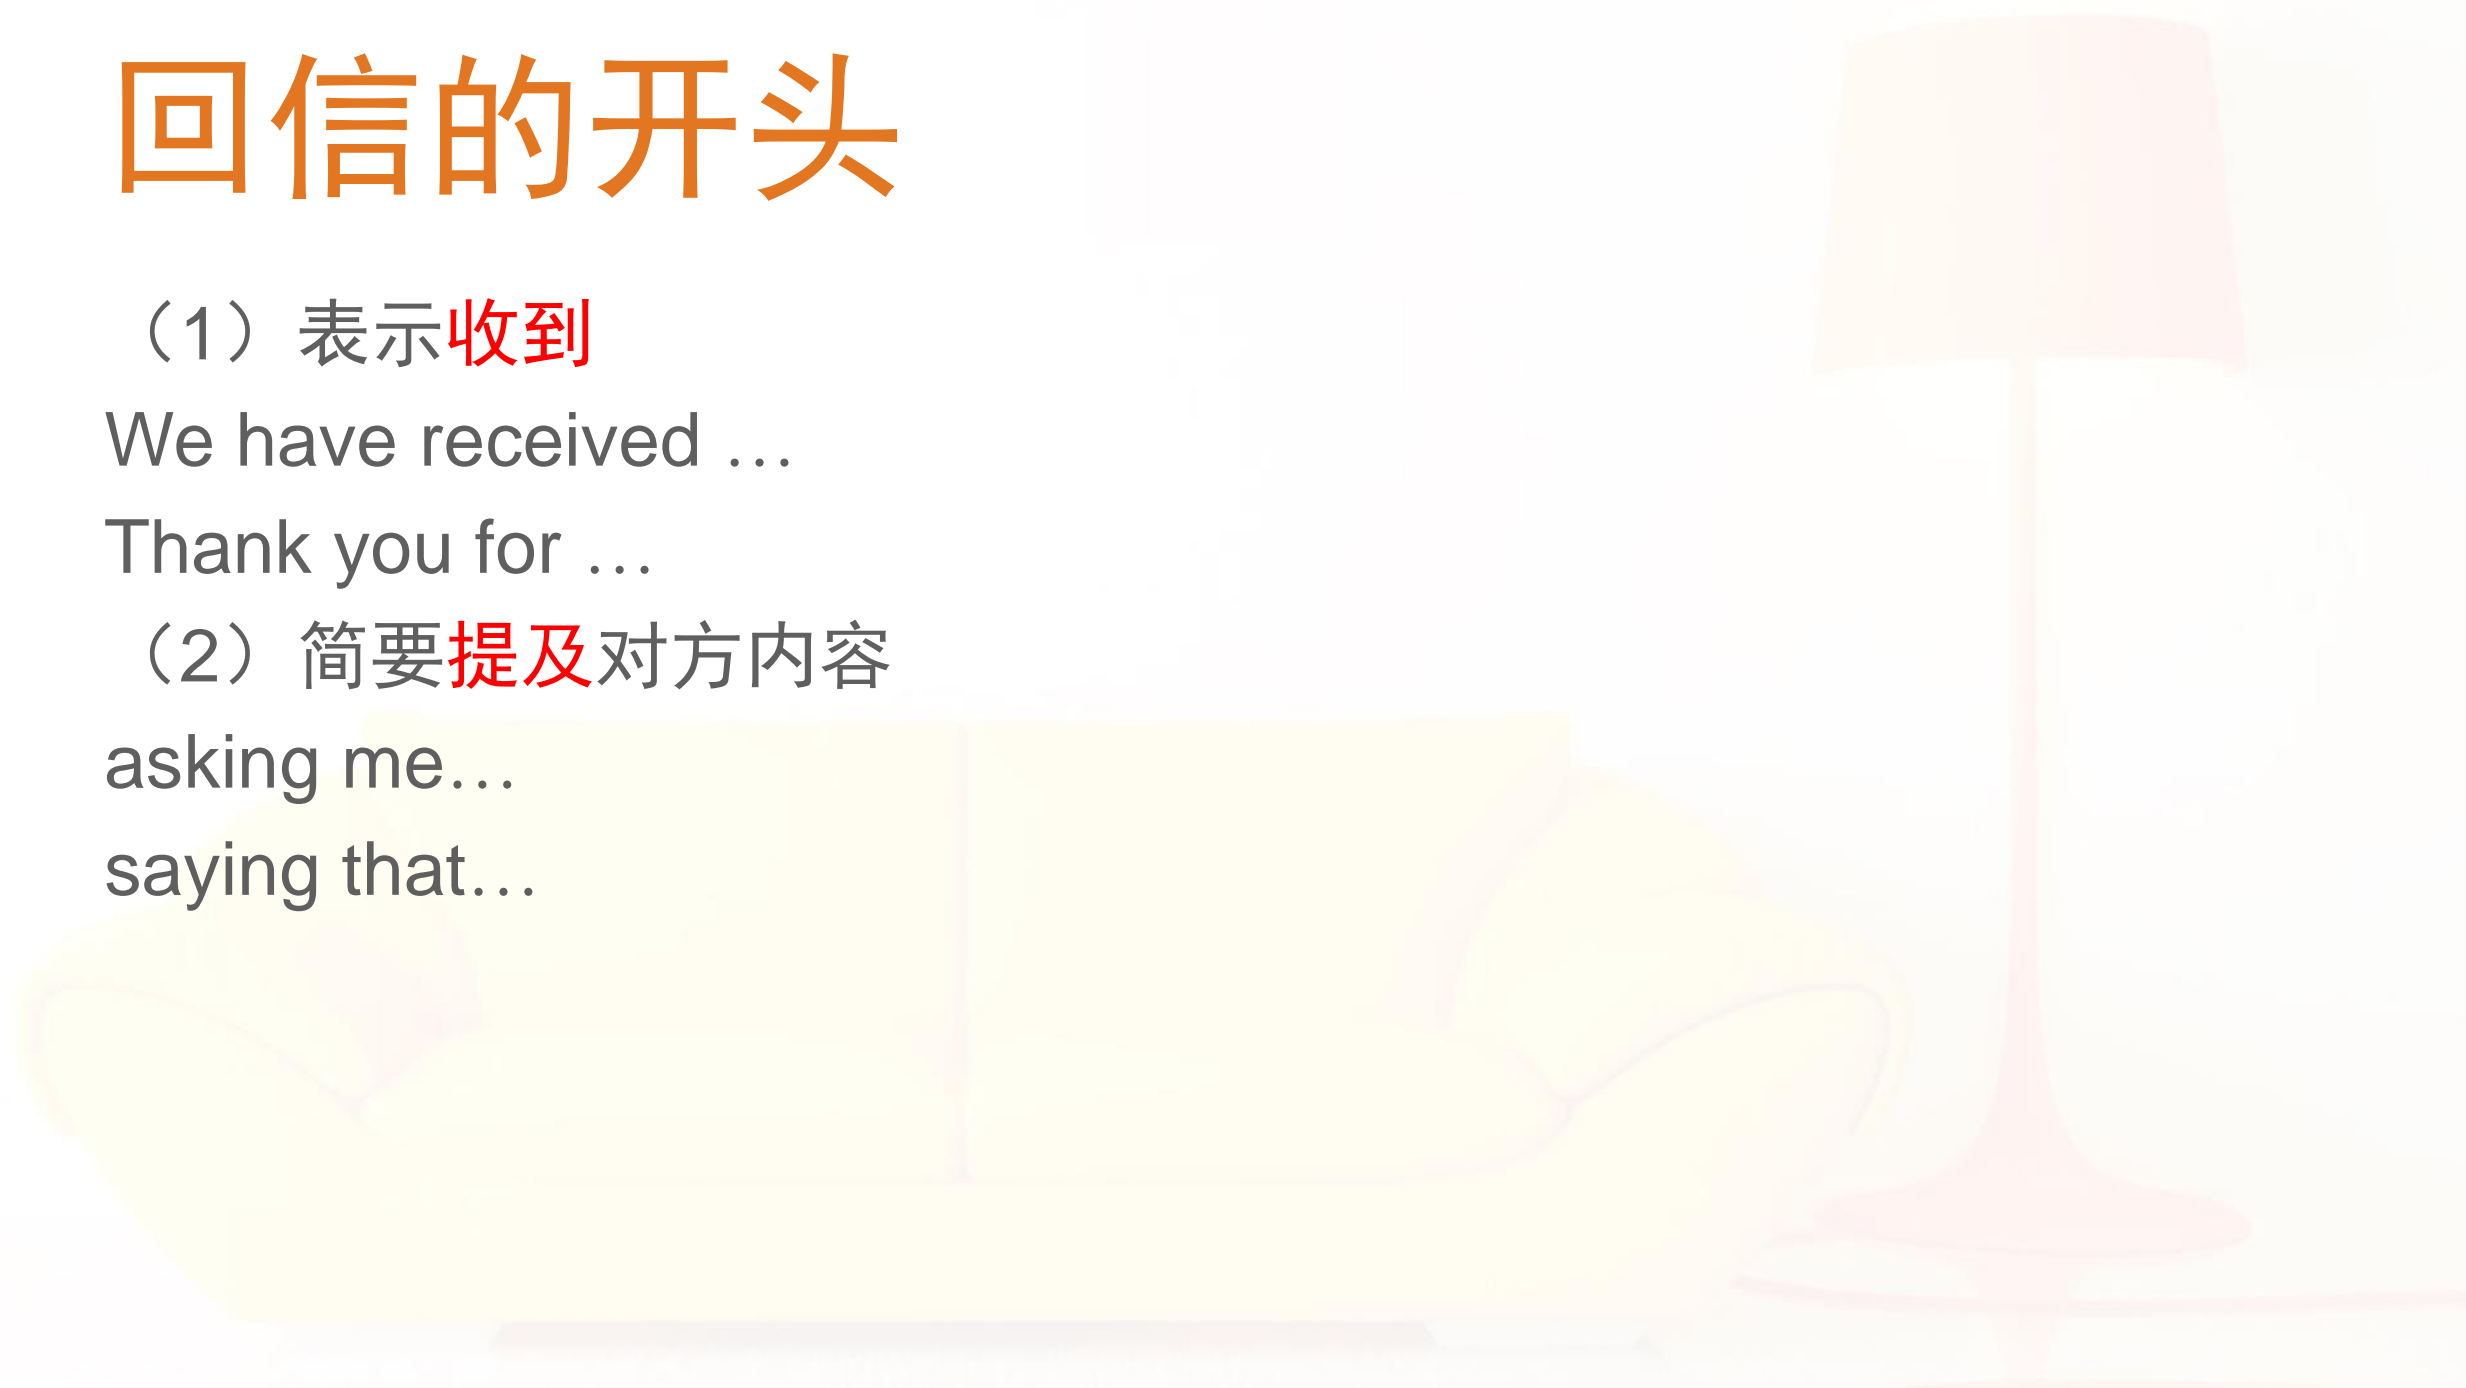 回信的开头
（1）表示收到
We have received …
Thank you for …
（2）简要提及对方内容
asking me…
saying that…